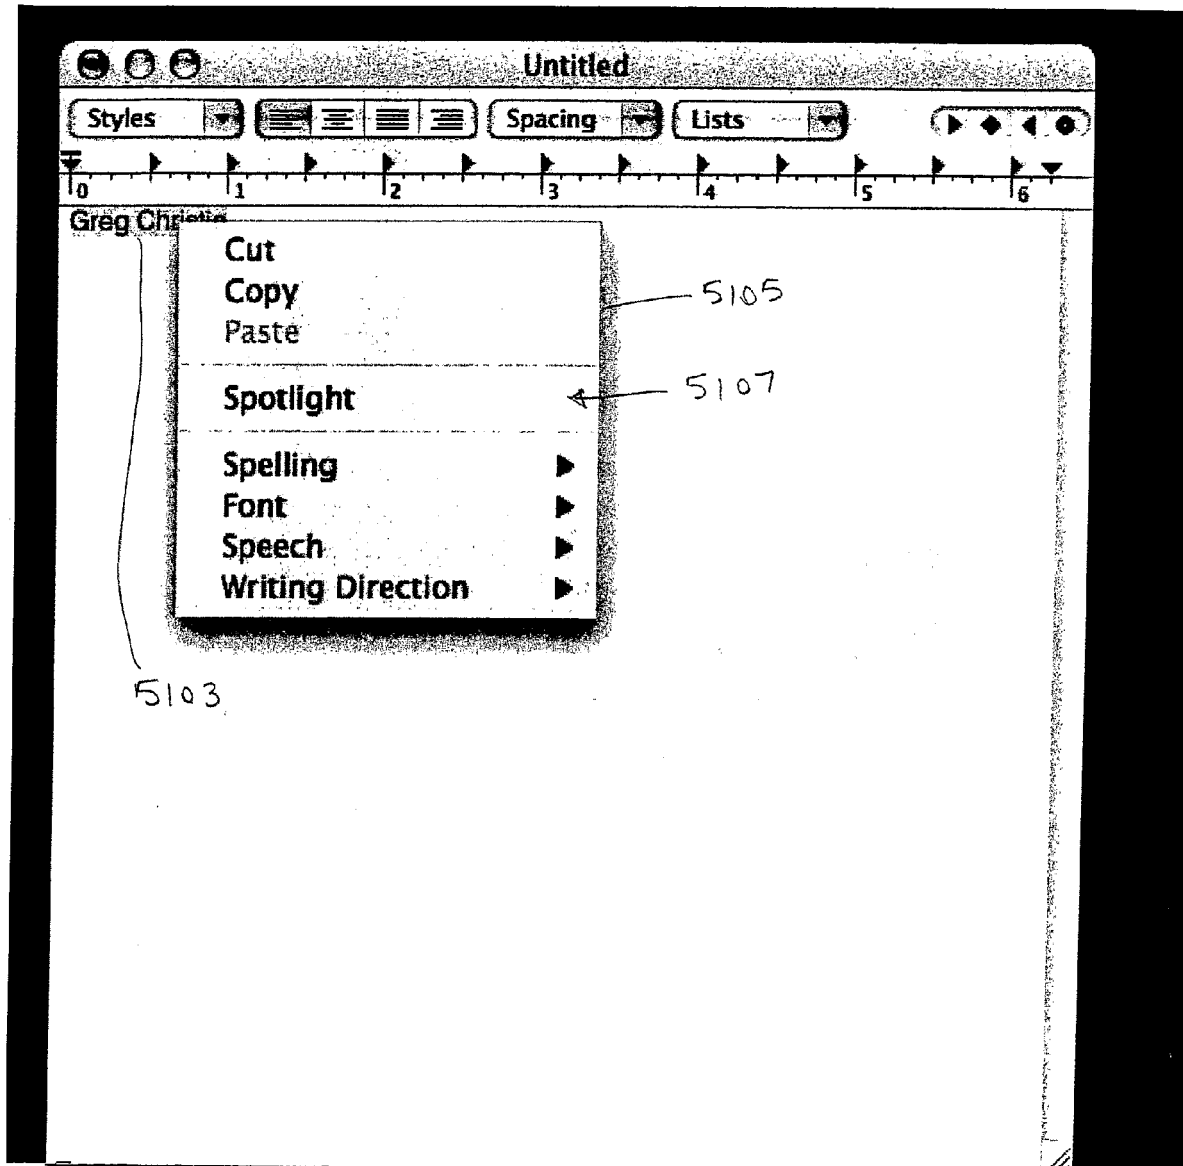 Untitled
Styles Spacing Lists
0 1 2 3 4 5 6
Greg Christie
Cut
Copy
5105
Paste
Spotlight
5107
Spelling
Font
Speech
Writing Direction
5103